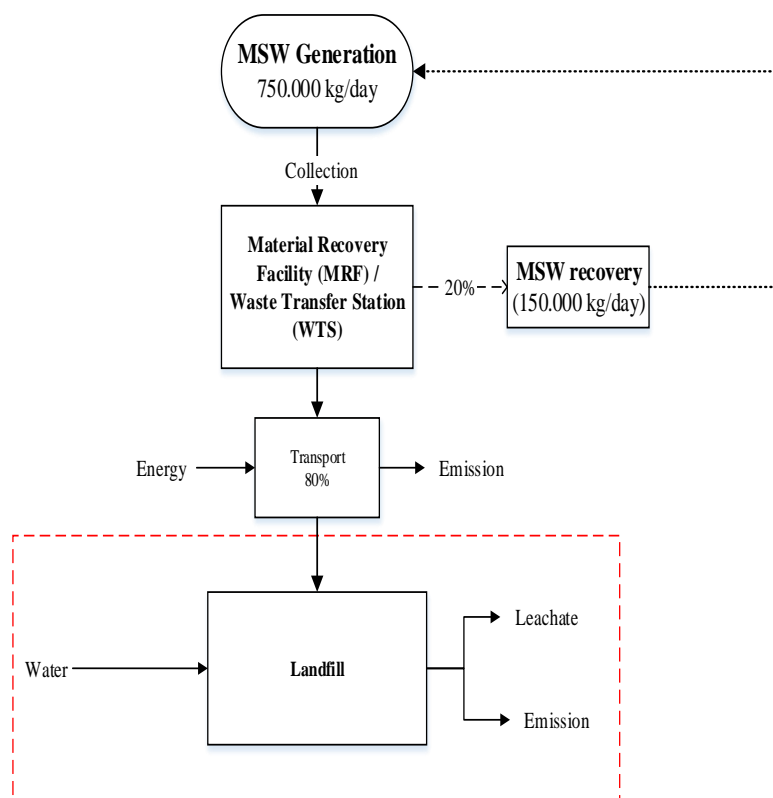 MSW Generation
750.000 kg/day
Collection
Material Recovery
Facility (MRF) /
Waste Transfer Station
(WTS)
20%
MSW recovery
(150.000 kg/day)
Energy
Transport
80%
Emission
Water
Landfill
Leachate
Emission